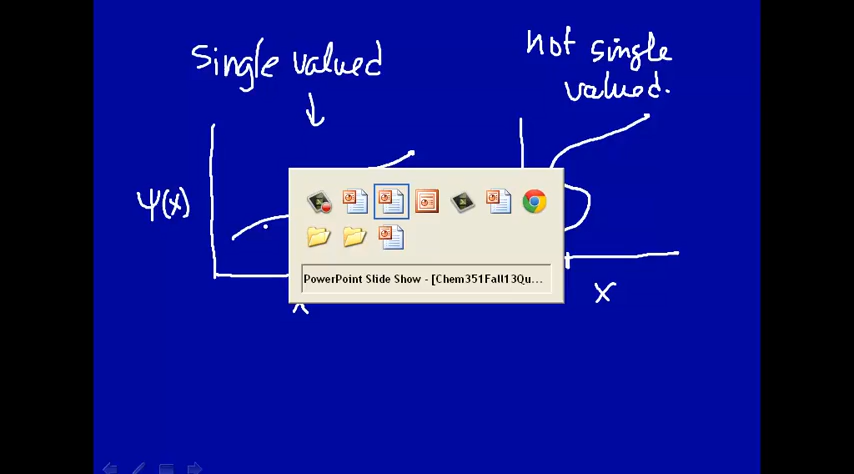 Single valued
not single
valued.
ψ(x)
PowerPoint Slide Show - [Chem351Fall13Qu...
x